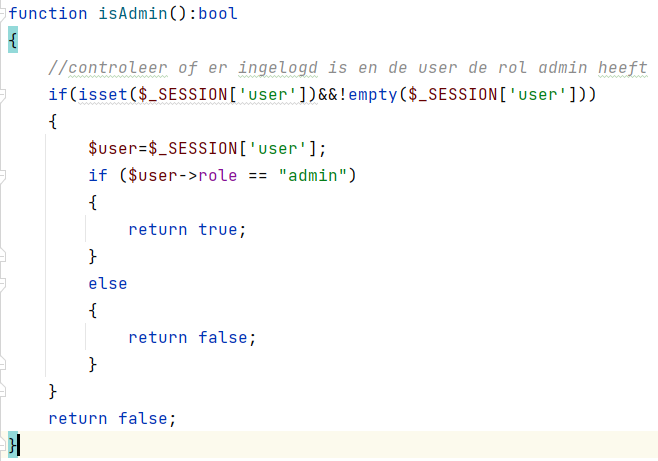 function isAdmin():bool
{
    //controleer of er ingelogd is en de user de rol admin heeft
    if(isset($_SESSION['user'])&&!empty($_SESSION['user']))
    {
        $user=$_SESSION['user'];
        if ($user->role == "admin")
        {
            return true;
        }
        else
        {
            return false;
        }
    }
    return false;
}